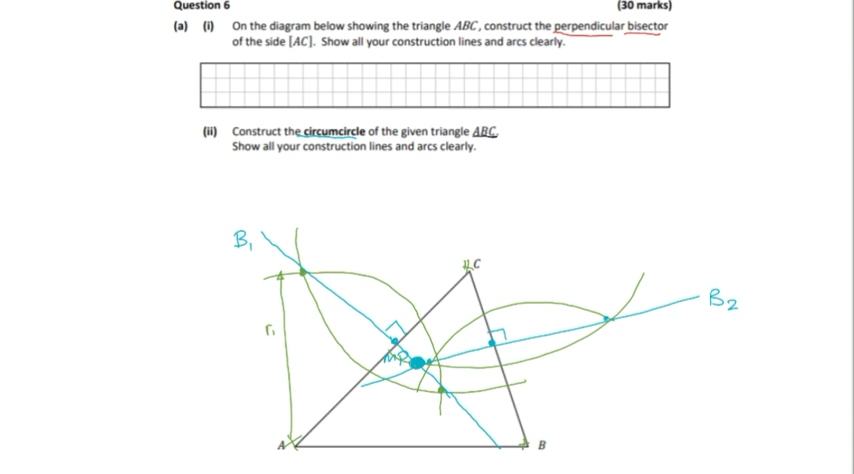 Question 6 (30 marks)
(a) (i) On the diagram below showing the triangle ABC, construct the perpendicular bisector
of the side [AC]. Show all your construction lines and arcs clearly.
(ii) Construct the circumcircle of the given triangle ABC.
Show all your construction lines and arcs clearly.
B₁
C
B₂
r₁
A
B